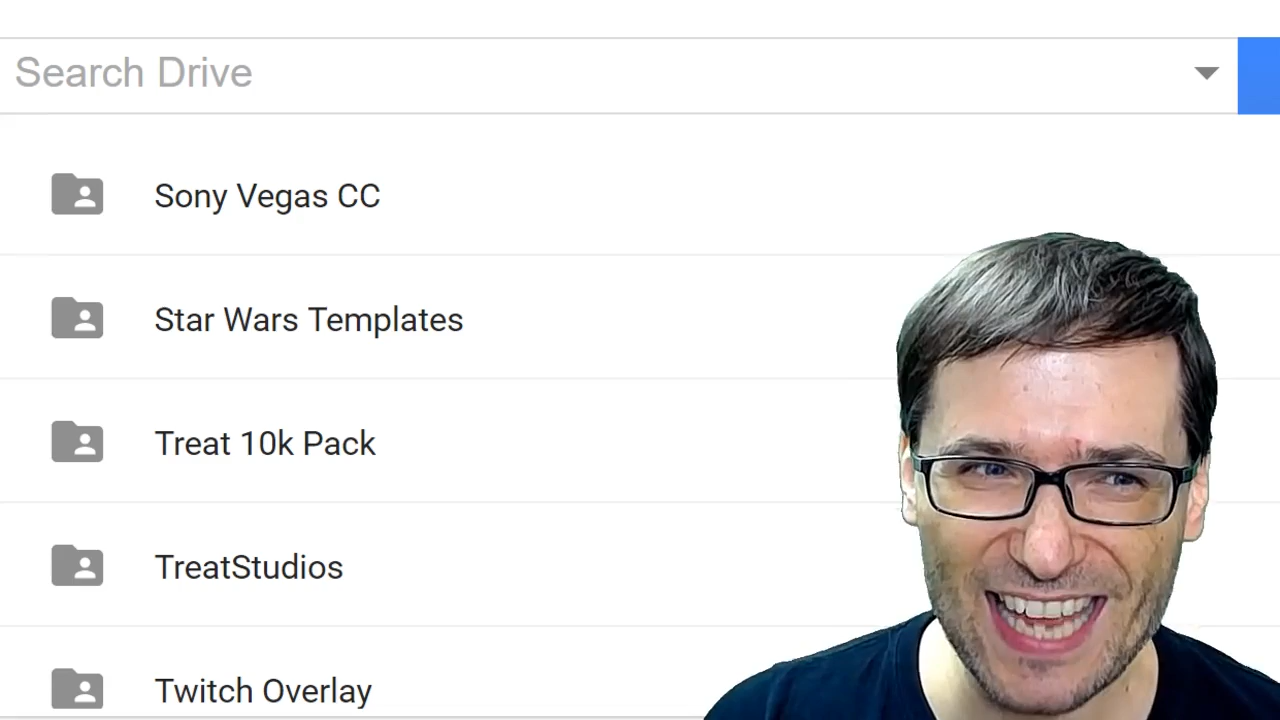 Search Drive
Sony Vegas CC
Star Wars Templates
Treat 10k Pack
TreatStudios
Twitch Overlay